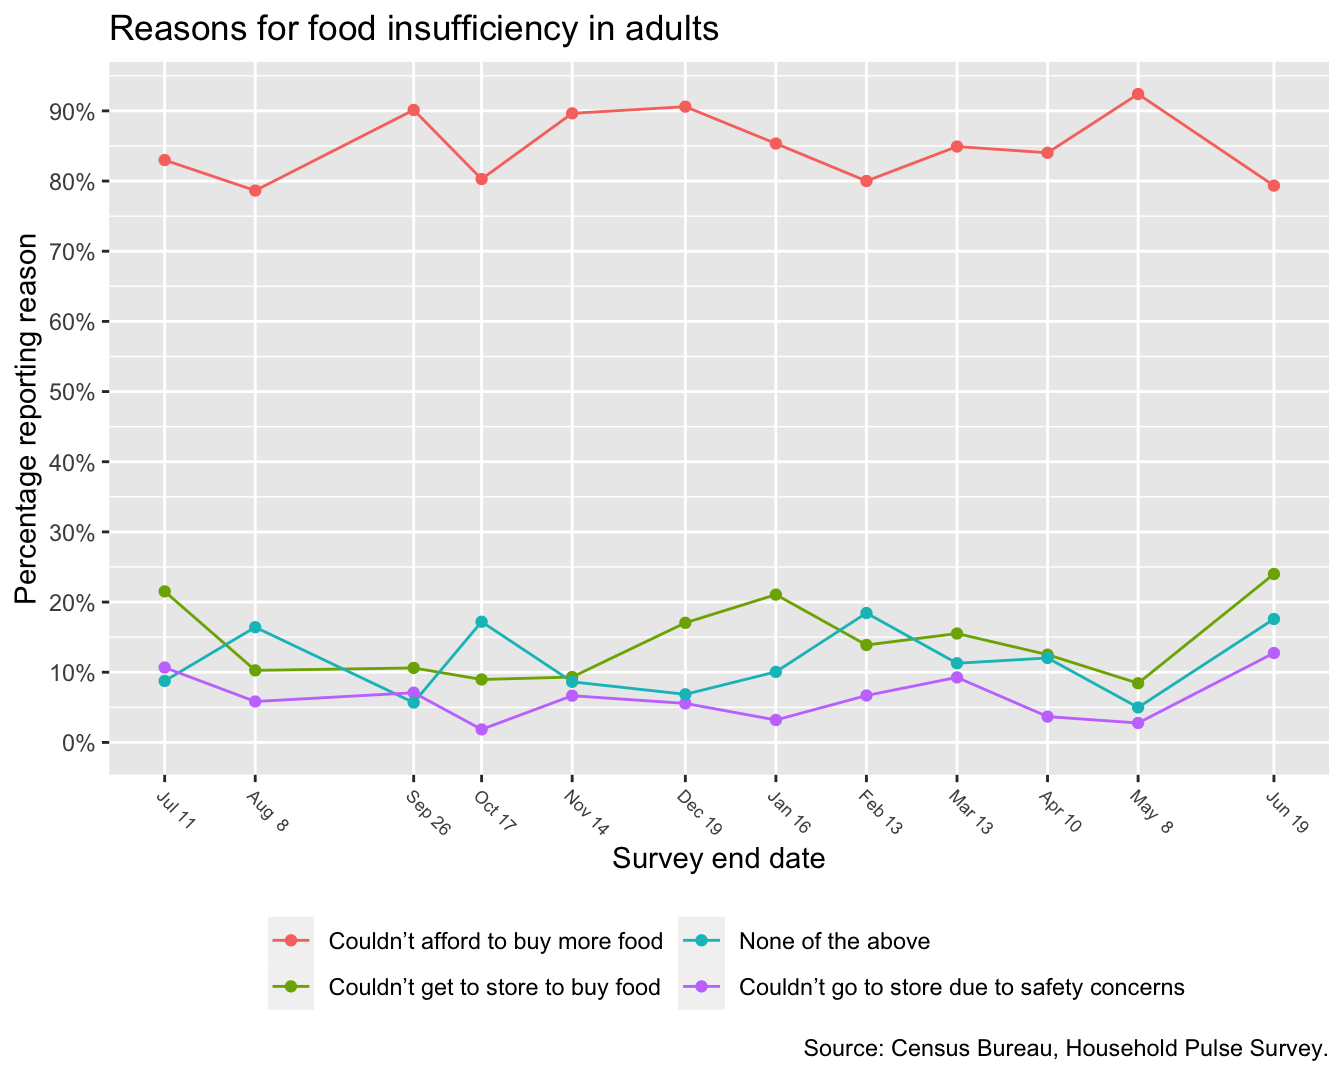 Reasons for food insufficiency in adults
Percentage reporting reason
90%
80%
70%
60%
50%
40%
30%
20%
10%
0%
Jul 11
Aug 8
Sep 26
Oct 17
Nov 14
Dec 19
Jan 16
Feb 13
Mar 13
Apr 10
May 8
Jun 19
Survey end date
Couldn’t afford to buy more food
None of the above
Couldn’t get to store to buy food
Couldn’t go to store due to safety concerns
Source: Census Bureau, Household Pulse Survey.